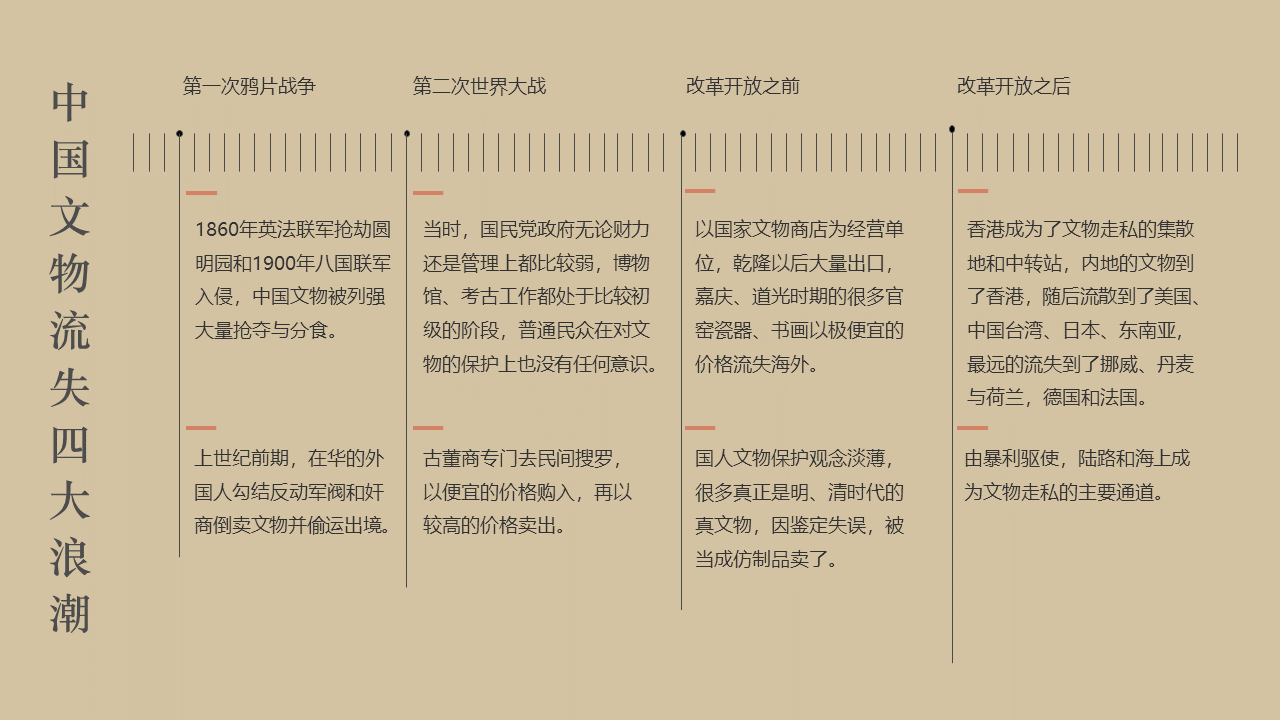 中国文物流失四大浪潮
第一次鸦片战争
1860年英法联军抢劫圆
明园和1900年八国联军
入侵，中国文物被列强
大量抢夺与分食。
上世纪前期，在华的外
国人勾结反动军阀和奸
商倒卖文物并偷运出境。
第二次世界大战
当时，国民党政府无论财力
还是管理上都比较弱，博物
馆、考古工作都处于比较初
级的阶段，普通民众在对文
物的保护上也没有任何意识。
古董商专门去民间搜罗，
以便宜的价格购入，再以
较高的价格卖出。
改革开放之前
以国家文物商店为经营单
位，乾隆以后大量出口，
嘉庆、道光时期的很多官
窑瓷器、书画以极便宜的
价格流失海外。
国人文物保护观念淡薄，
很多真正是明、清时代的
真文物，因鉴定失误，被
当成仿制品卖了。
改革开放之后
香港成为了文物走私的集散
地和中转站，内地的文物到
了香港，随后流散到了美国、
中国台湾、日本、东南亚，
最远的流失到了挪威、丹麦
与荷兰，德国和法国。
由暴利驱使，陆路和海上成
为文物走私的主要通道。